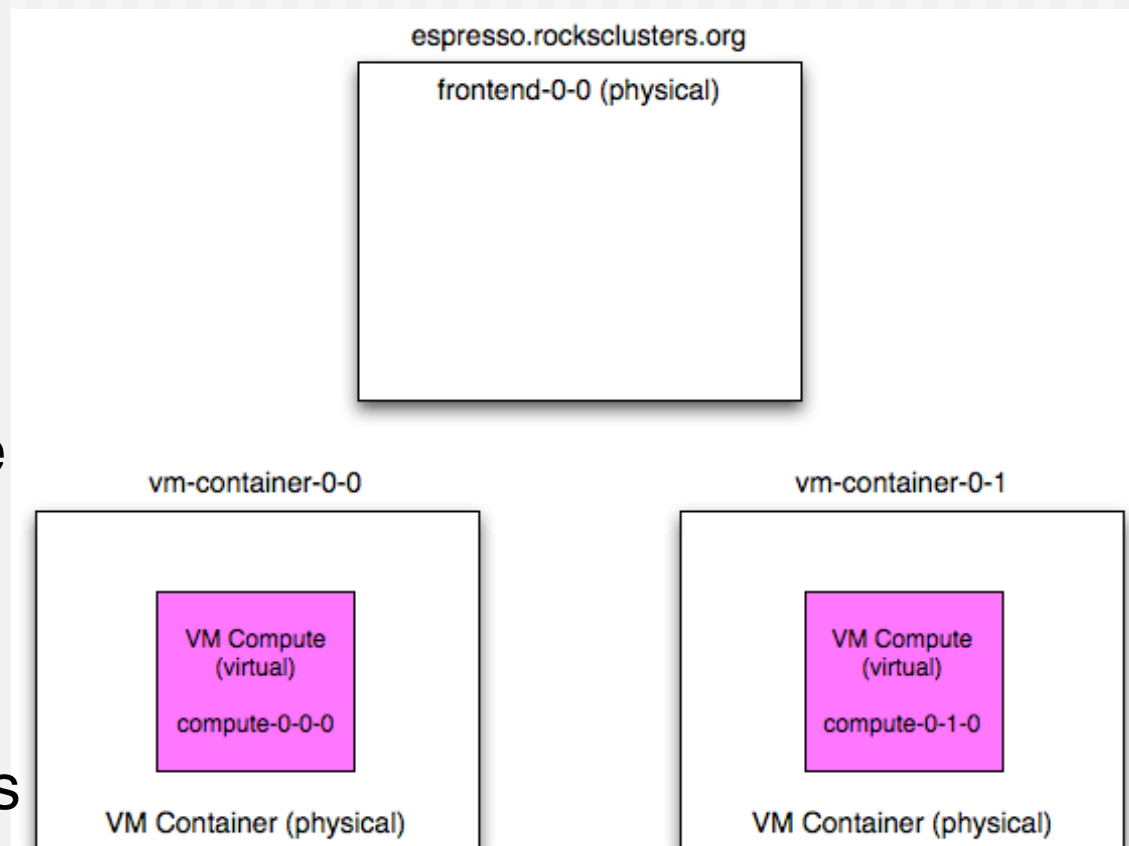 espresso.rocksclusters.org
frontend-0-0 (physical)
e
vm-container-0-0
vm-container-0-1
VM Compute
(virtual)
compute-0-0-0
VM Compute
(virtual)
compute-0-1-0
s
VM Container (physical)
VM Container (physical)